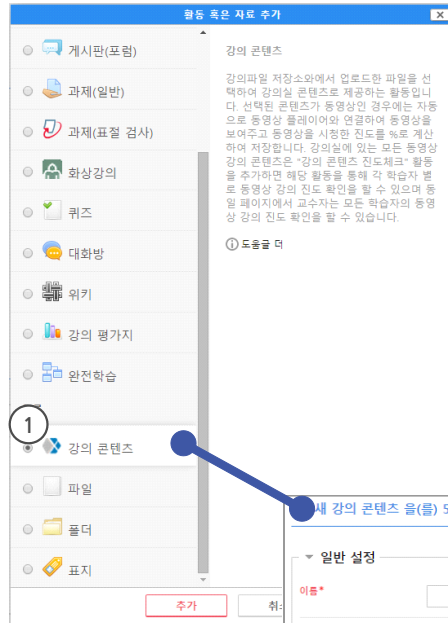 활동 혹은 자료 추가
게시판(포럼)
과제(일반)
과제(표절 검사)
화상강의
퀴즈
대화방
위키
강의 평가지
완전학습
1
강의 콘텐츠
파일
폴더
표지
강의 콘텐츠
강의파일 저장소와에서 업로드한 파일을 선
택하여 강의실 콘텐츠로 제공하는 활동입니
다. 선택된 콘텐츠가 동영상인 경우에는 자동
으로 동영상 플레이어와 연결하여 동영상을
보여주고 동영상을 시청한 진도를 %로 계산
하여 저장합니다. 강의실에 있는 모든 동영상
강의 콘텐츠은 "강의 콘텐츠 진도체크" 활동
을 추가하면 해당 활동을 통해 각 학습자 별
로 동영상 강의 진도 확인을 할 수 있으며 동
일 페이지에서 교수자는 모든 학습자의 동영
상 강의 진도 확인을 할 수 있습니다.
도움글 더
추가
새 강의 콘텐츠 을(를) 5
일반 설정
이름*